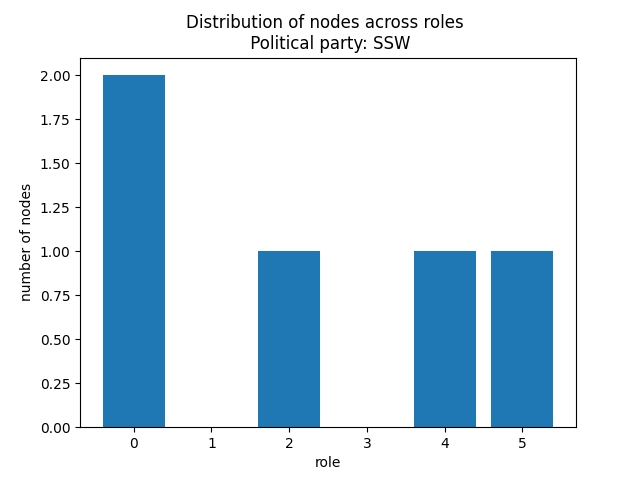 Distribution of nodes across roles
Political party: SSW
2.00
1.75
1.50
1.25
1.00
0.75
0.50
0.25
0.00
number of nodes
0 1 2 3 4 5
role